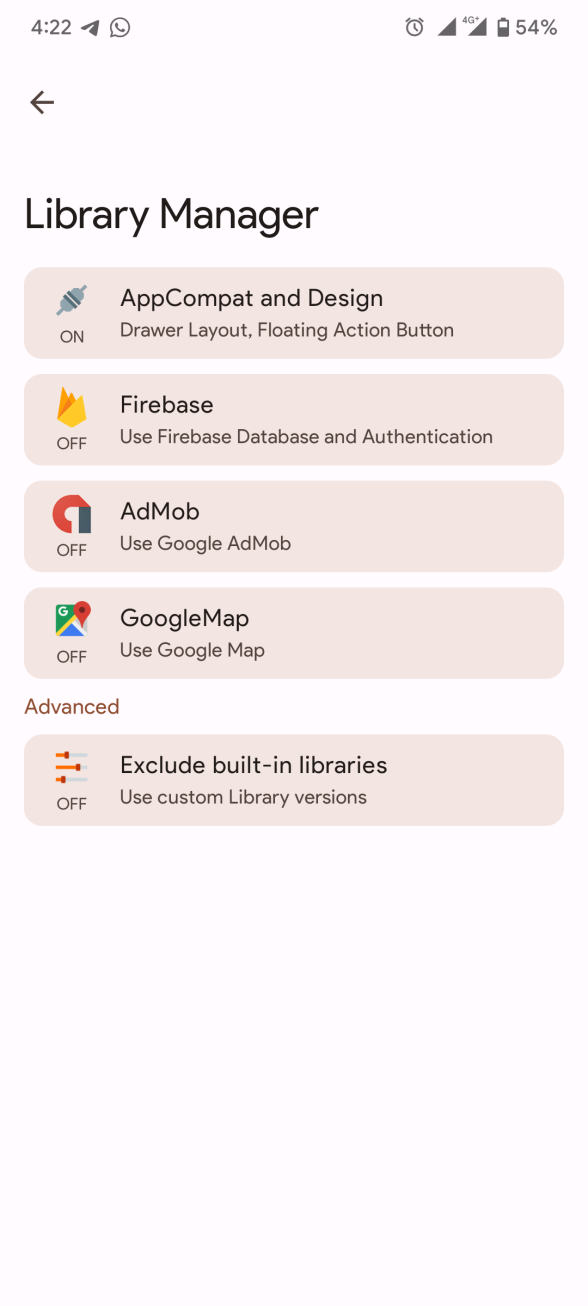 4:22 4G+ 54%
Library Manager
AppCompat and Design
ON
Drawer Layout, Floating Action Button
Firebase
OFF
Use Firebase Database and Authentication
AdMob
OFF
Use Google AdMob
G
GoogleMap
OFF
Use Google Map
Advanced
Exclude built-in libraries
OFF
Use custom Library versions